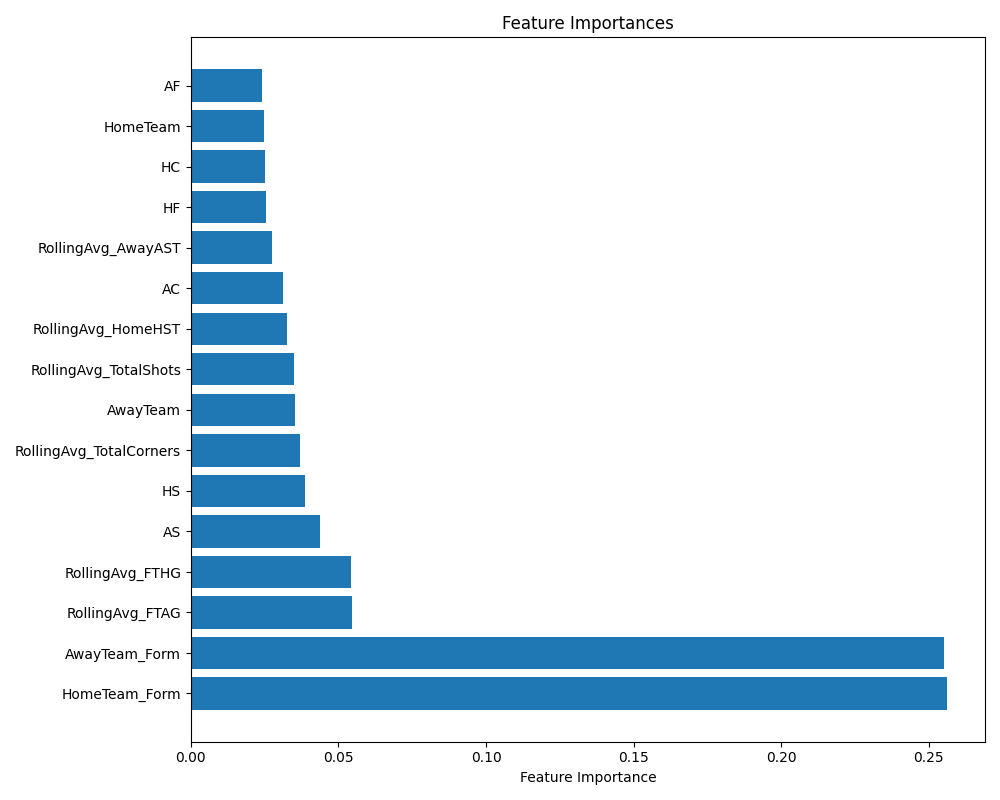 Feature Importances
AF
HomeTeam
HC
HF
RollingAvg_AwayAST
AC
RollingAvg_HomeHST
RollingAvg_TotalShots
AwayTeam
RollingAvg_TotalCorners
HS
AS
RollingAvg_FTHG
RollingAvg_FTAG
AwayTeam_Form
HomeTeam_Form
0.00 0.05 0.10 0.15 0.20 0.25
Feature Importance